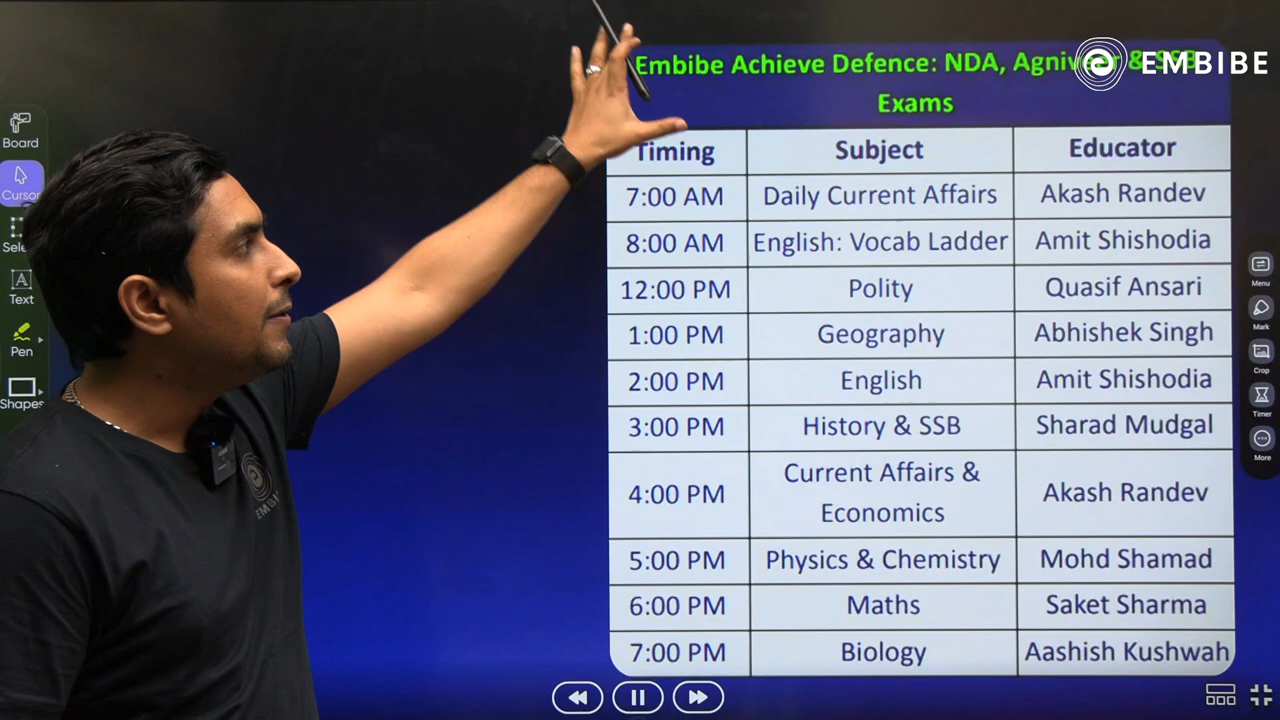 Embibe Achieve Defence: NDA, Agniveer & SSB
Exams
EMBIBE
Timing Subject Educator
7:00 AM Daily Current Affairs Akash Randev
8:00 AM English: Vocab Ladder Amit Shishodia
12:00 PM Polity Quasif Ansari
1:00 PM Geography Abhishek Singh
2:00 PM English Amit Shishodia
3:00 PM History & SSB Sharad Mudgal
4:00 PM Current Affairs & Economics Akash Randev
5:00 PM Physics & Chemistry Mohd Shamad
6:00 PM Maths Saket Sharma
7:00 PM Biology Aashish Kushwah
Board
Cursor
Text
Pen
Shapes
Menu
Mark
Crop
Timer
More